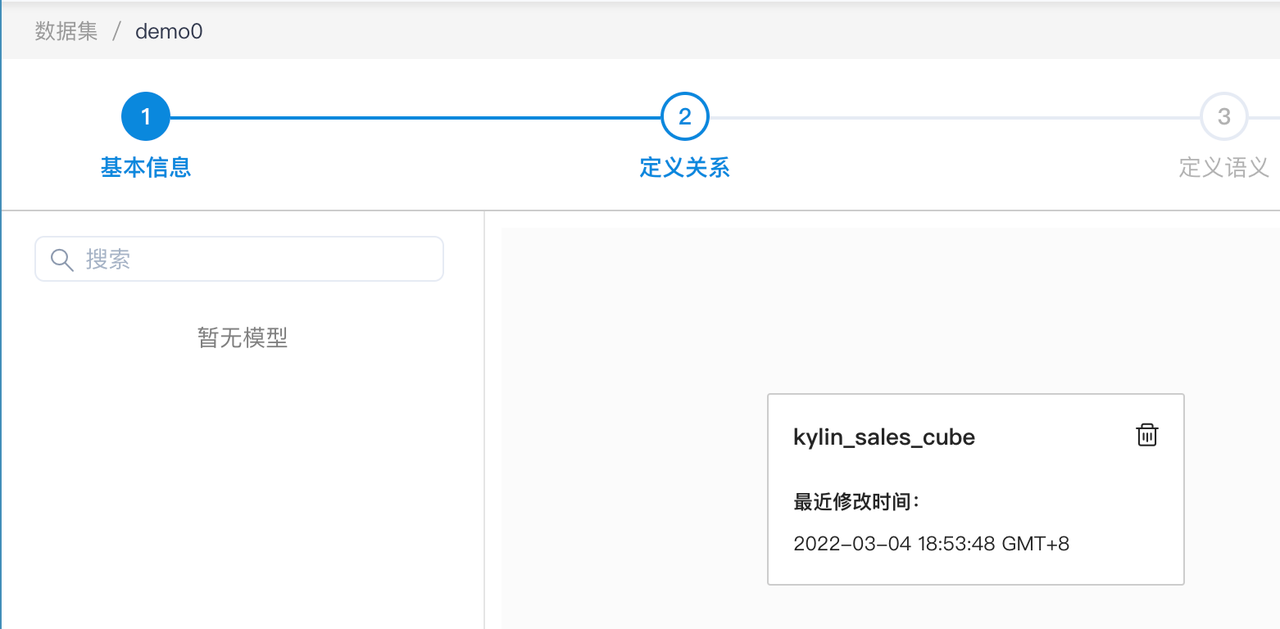 数据集 / demo0
1
2
3
基本信息
定义关系
定义语义
搜索
暂无模型
kylin_sales_cube
最近修改时间：
2022-03-04 18:53:48 GMT+8